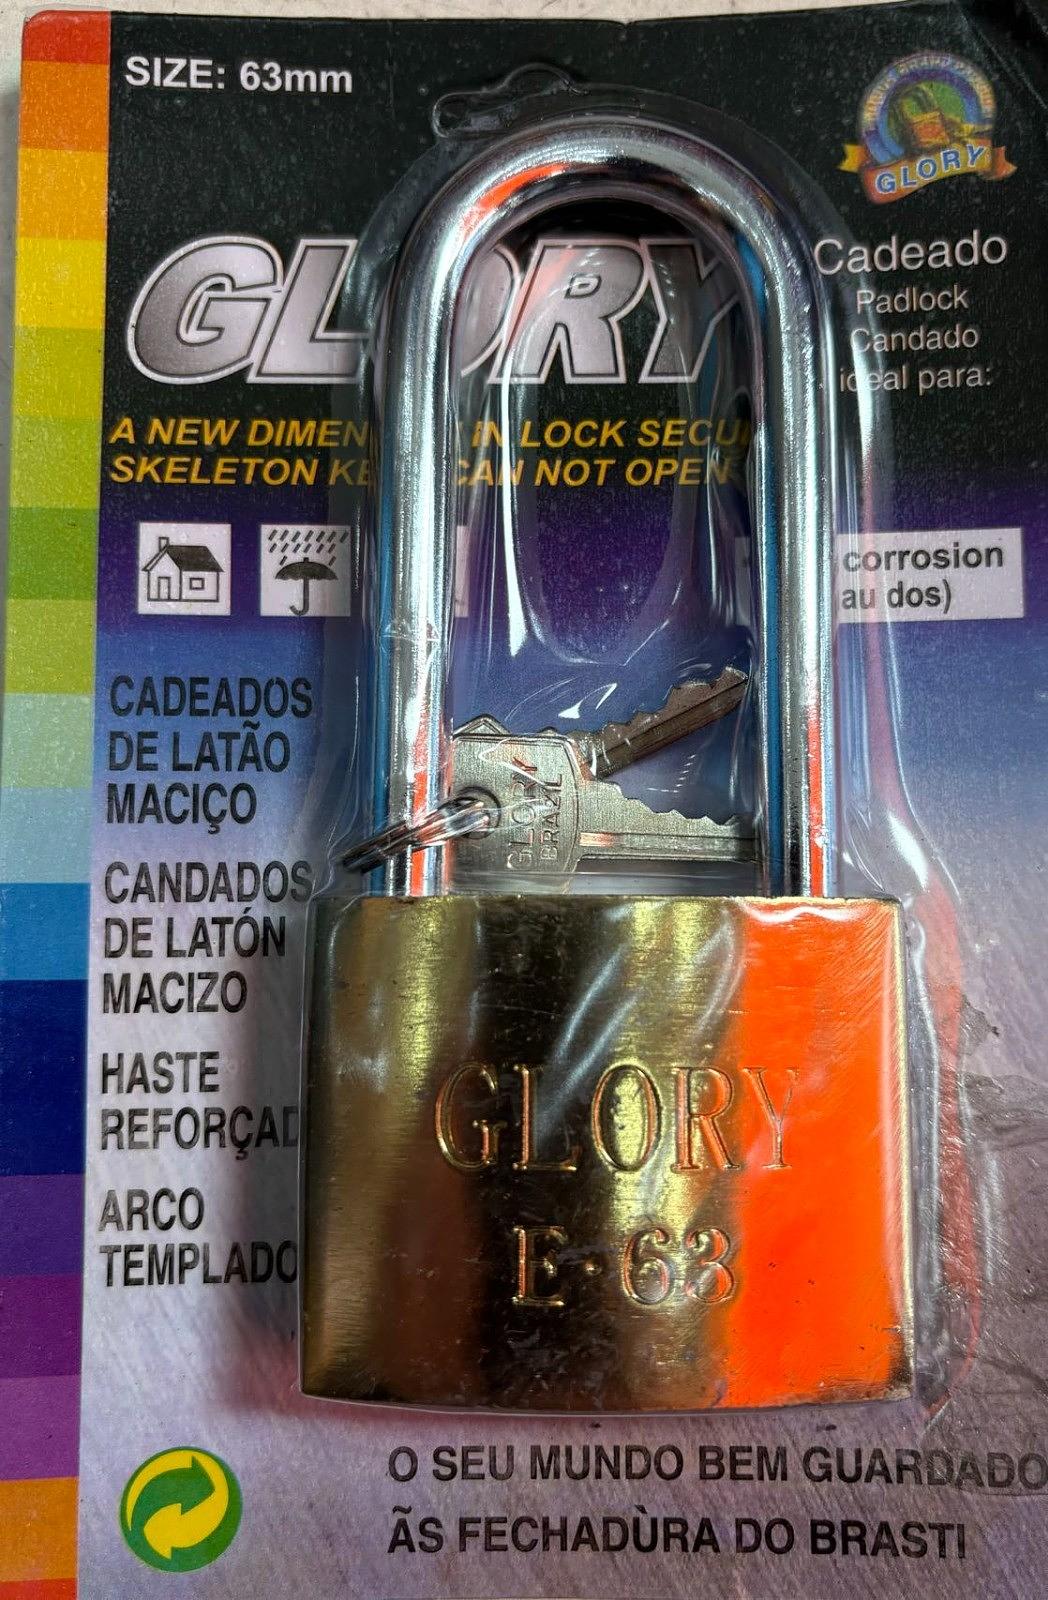 SIZE: 63mm
GLORY
GLORY
Cadeado
Padlock
Candado
ideal para:
A NEW DIMEN IN LOCK SECU
SKELETON KE CAN NOT OPEN
corrosion
au dos)
CADEADOS
DE LATÃO
MACIÇO
GLORY
BRAZIL
CANDADOS
DE LATÓN
MACIZO
HASTE
REFORÇAD
ARCO
TEMPLADO
GLORY
E·63
O SEU MUNDO BEM GUARDADO
ÃS FECHADÙRA DO BRASTI